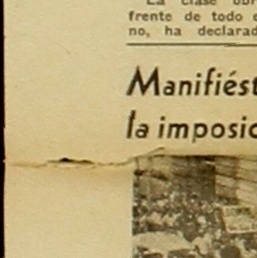 La clase obr
frente de todo e
no, ha declarad
Manifiést
la imposic